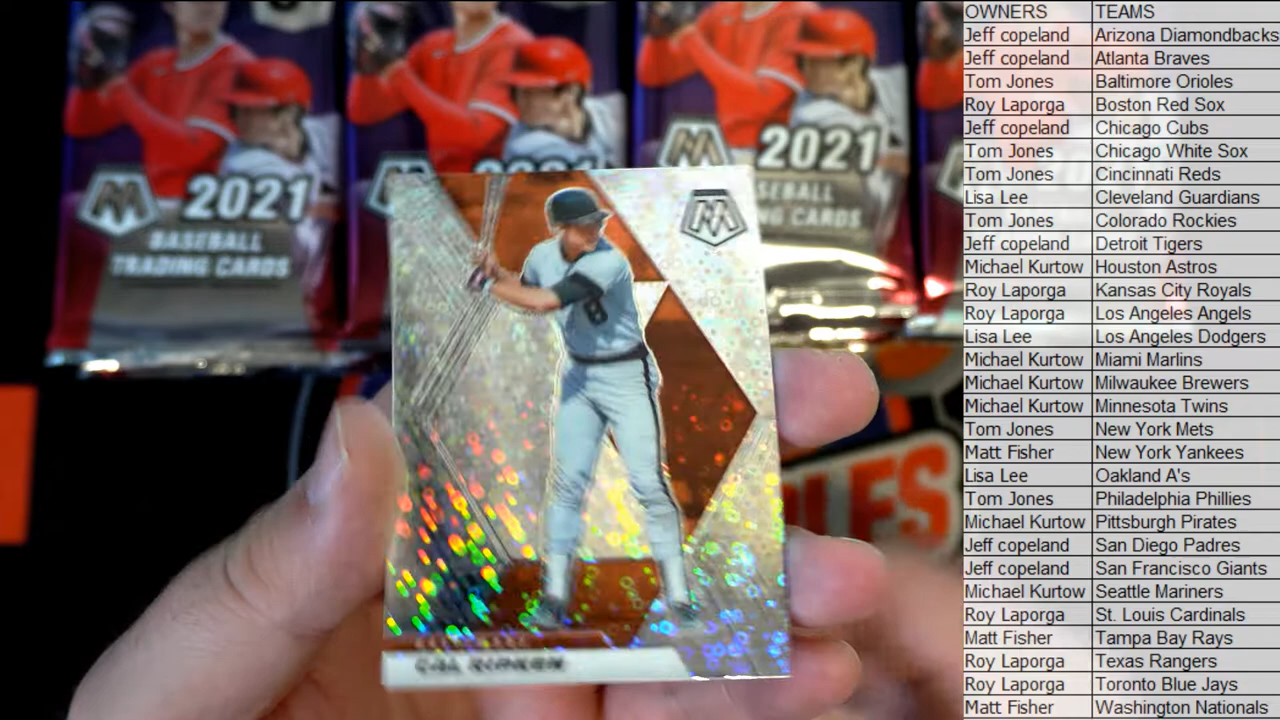 2021
BASEBALL
TRADING CARDS
2021
2021
SEBALL
NG CARDS
8
CAL RIPKEN
LES
OWNERS TEAMS
Jeff copeland Arizona Diamondbacks
Jeff copeland Atlanta Braves
Tom Jones Baltimore Orioles
Roy Laporga Boston Red Sox
Jeff copeland Chicago Cubs
Tom Jones Chicago White Sox
Tom Jones Cincinnati Reds
Lisa Lee Cleveland Guardians
Tom Jones Colorado Rockies
Jeff copeland Detroit Tigers
Michael Kurtow Houston Astros
Roy Laporga Kansas City Royals
Roy Laporga Los Angeles Angels
Lisa Lee Los Angeles Dodgers
Michael Kurtow Miami Marlins
Michael Kurtow Milwaukee Brewers
Michael Kurtow Minnesota Twins
Tom Jones New York Mets
Matt Fisher New York Yankees
Lisa Lee Oakland A's
Tom Jones Philadelphia Phillies
Michael Kurtow Pittsburgh Pirates
Jeff copeland San Diego Padres
Jeff copeland San Francisco Giants
Michael Kurtow Seattle Mariners
Roy Laporga St. Louis Cardinals
Matt Fisher Tampa Bay Rays
Roy Laporga Texas Rangers
Roy Laporga Toronto Blue Jays
Matt Fisher Washington Nationals